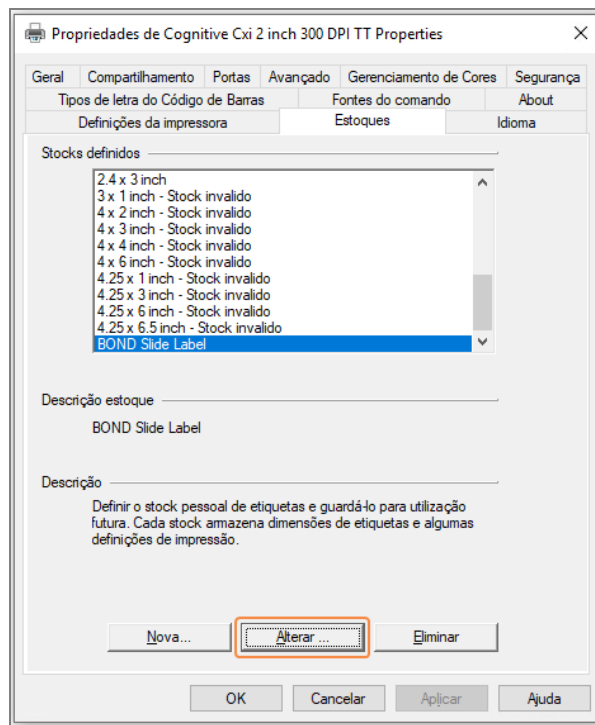 Propriedades de Cognitive Cxi 2 inch 300 DPI TT Properties
Geral Compartilhamento Portas Avançado Gerenciamento de Cores Segurança
Tipos de letra do Código de Barras Fontes do comando About
Definições da impressora Estoques Idioma
Stocks definidos
2.4 x 3 inch
3 x 1 inch - Stock invalido
4 x 2 inch - Stock invalido
4 x 3 inch - Stock invalido
4 x 4 inch - Stock invalido
4 x 6 inch - Stock invalido
4.25 x 1 inch - Stock invalido
4.25 x 3 inch - Stock invalido
4.25 x 6 inch - Stock invalido
4.25 x 6.5 inch - Stock invalido
BOND Slide Label
Descrição estoque
BOND Slide Label
Descrição
Definir o stock pessoal de etiquetas e guardá-lo para utilização
futura. Cada stock armazena dimensões de etiquetas e algumas
definições de impressão.
Nova... Alterar ... Eliminar
OK Cancelar Aplicar Ajuda